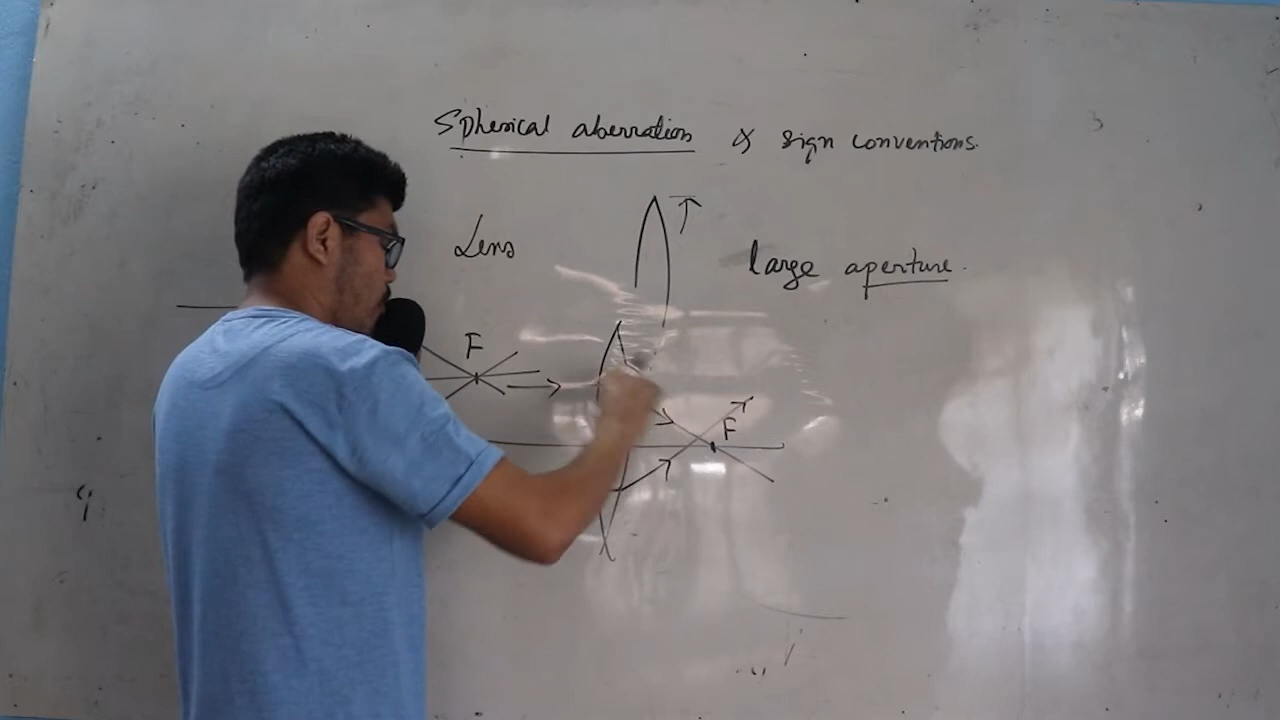 Spherical aberration & sign conventions.
Lens
large aperture.
F
F